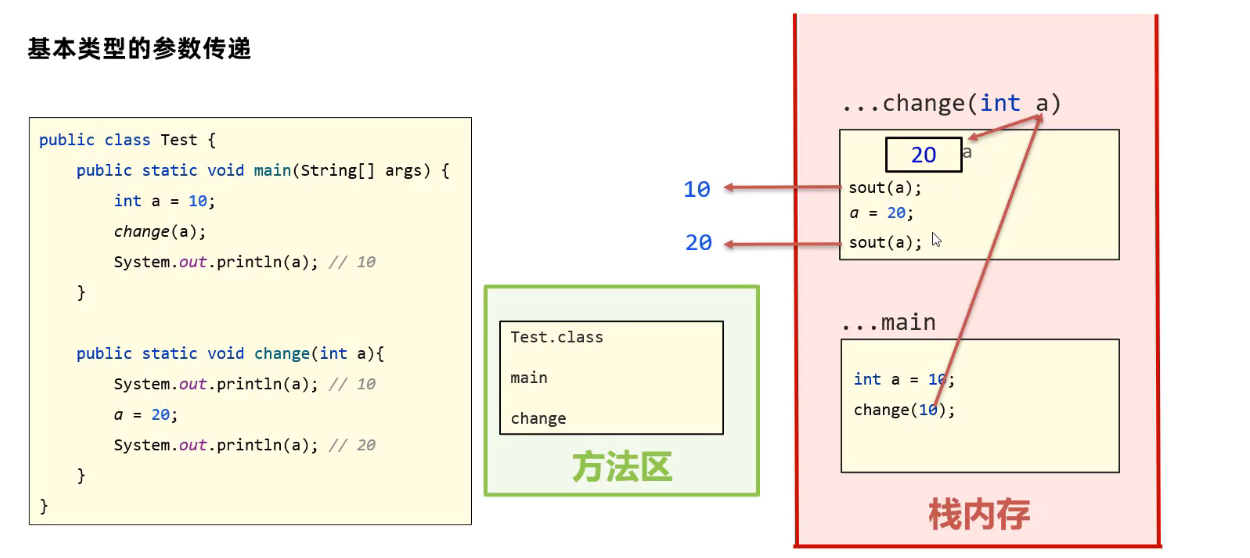 基本类型的参数传递
public class Test {
public static void main(String[] args) {
int a = 10;
change(a);
System.out.println(a); // 10
}
public static void change(int a){
System.out.println(a); // 10
a = 20;
System.out.println(a); // 20
}
}
Test.class
main
change
方法区
...change(int a)
20 a
10
sout(a);
a = 20;
20
sout(a);
...main
int a = 10;
change(10);
栈内存